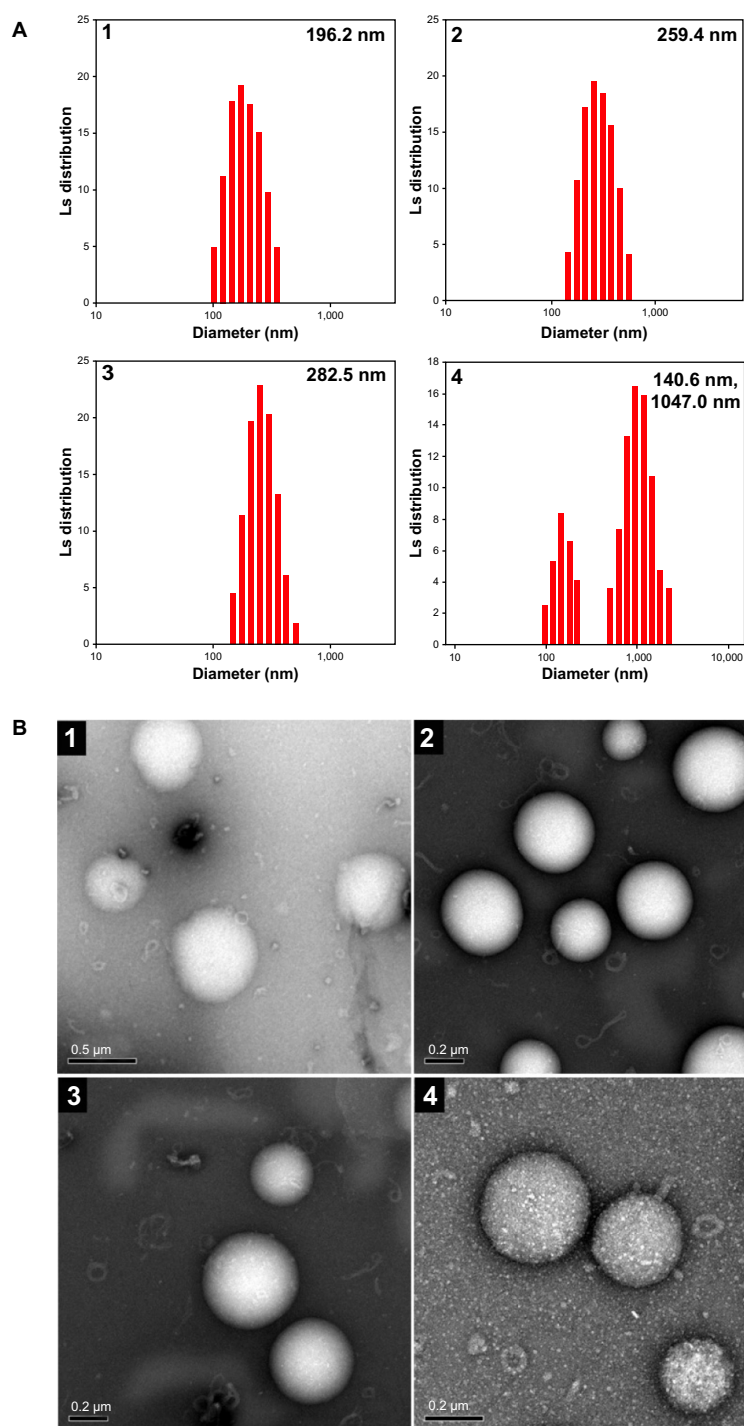 A
1
196.2 nm
Ls distribution
25
20
15
10
5
0
10
100
1,000
Diameter (nm)
2
259.4 nm
Ls distribution
25
20
15
10
5
0
10
100
1,000
Diameter (nm)
3
282.5 nm
Ls distribution
25
20
15
10
5
0
10
100
1,000
Diameter (nm)
4
140.6 nm,
1047.0 nm
Ls distribution
18
16
14
12
10
8
6
4
2
0
10
100
1,000
10,000
Diameter (nm)
B
1
0.5 µm
2
0.2 µm
3
0.2 µm
4
0.2 µm